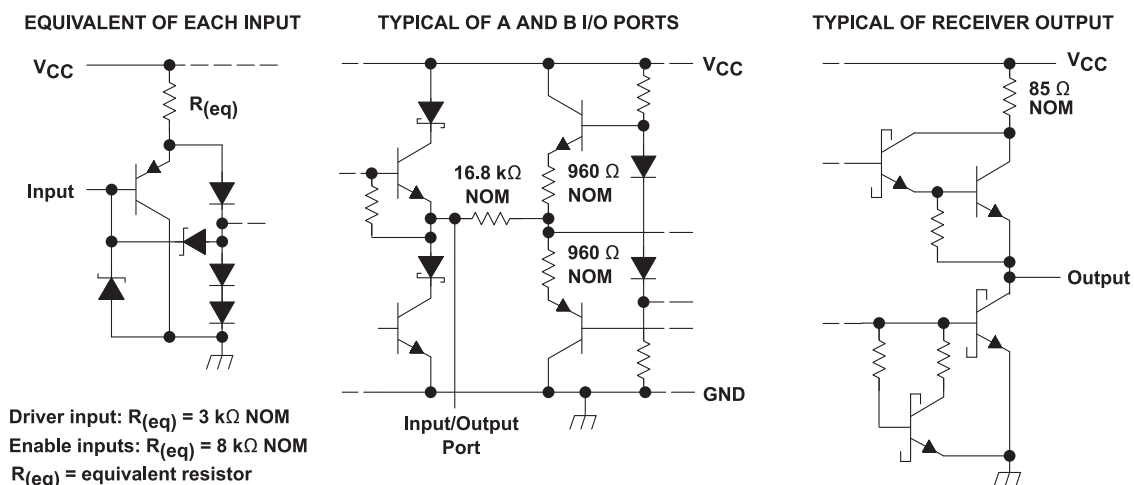 EQUIVALENT OF EACH INPUT
VCC
R(eq)
Input
Driver input: R(eq) = 3 kΩ NOM
Enable inputs: R(eq) = 8 kΩ NOM
R(eq) = equivalent resistor
TYPICAL OF A AND B I/O PORTS
VCC
16.8 kΩ
NOM
960 Ω
NOM
960 Ω
NOM
GND
Input/Output
Port
TYPICAL OF RECEIVER OUTPUT
VCC
85 Ω
NOM
Output